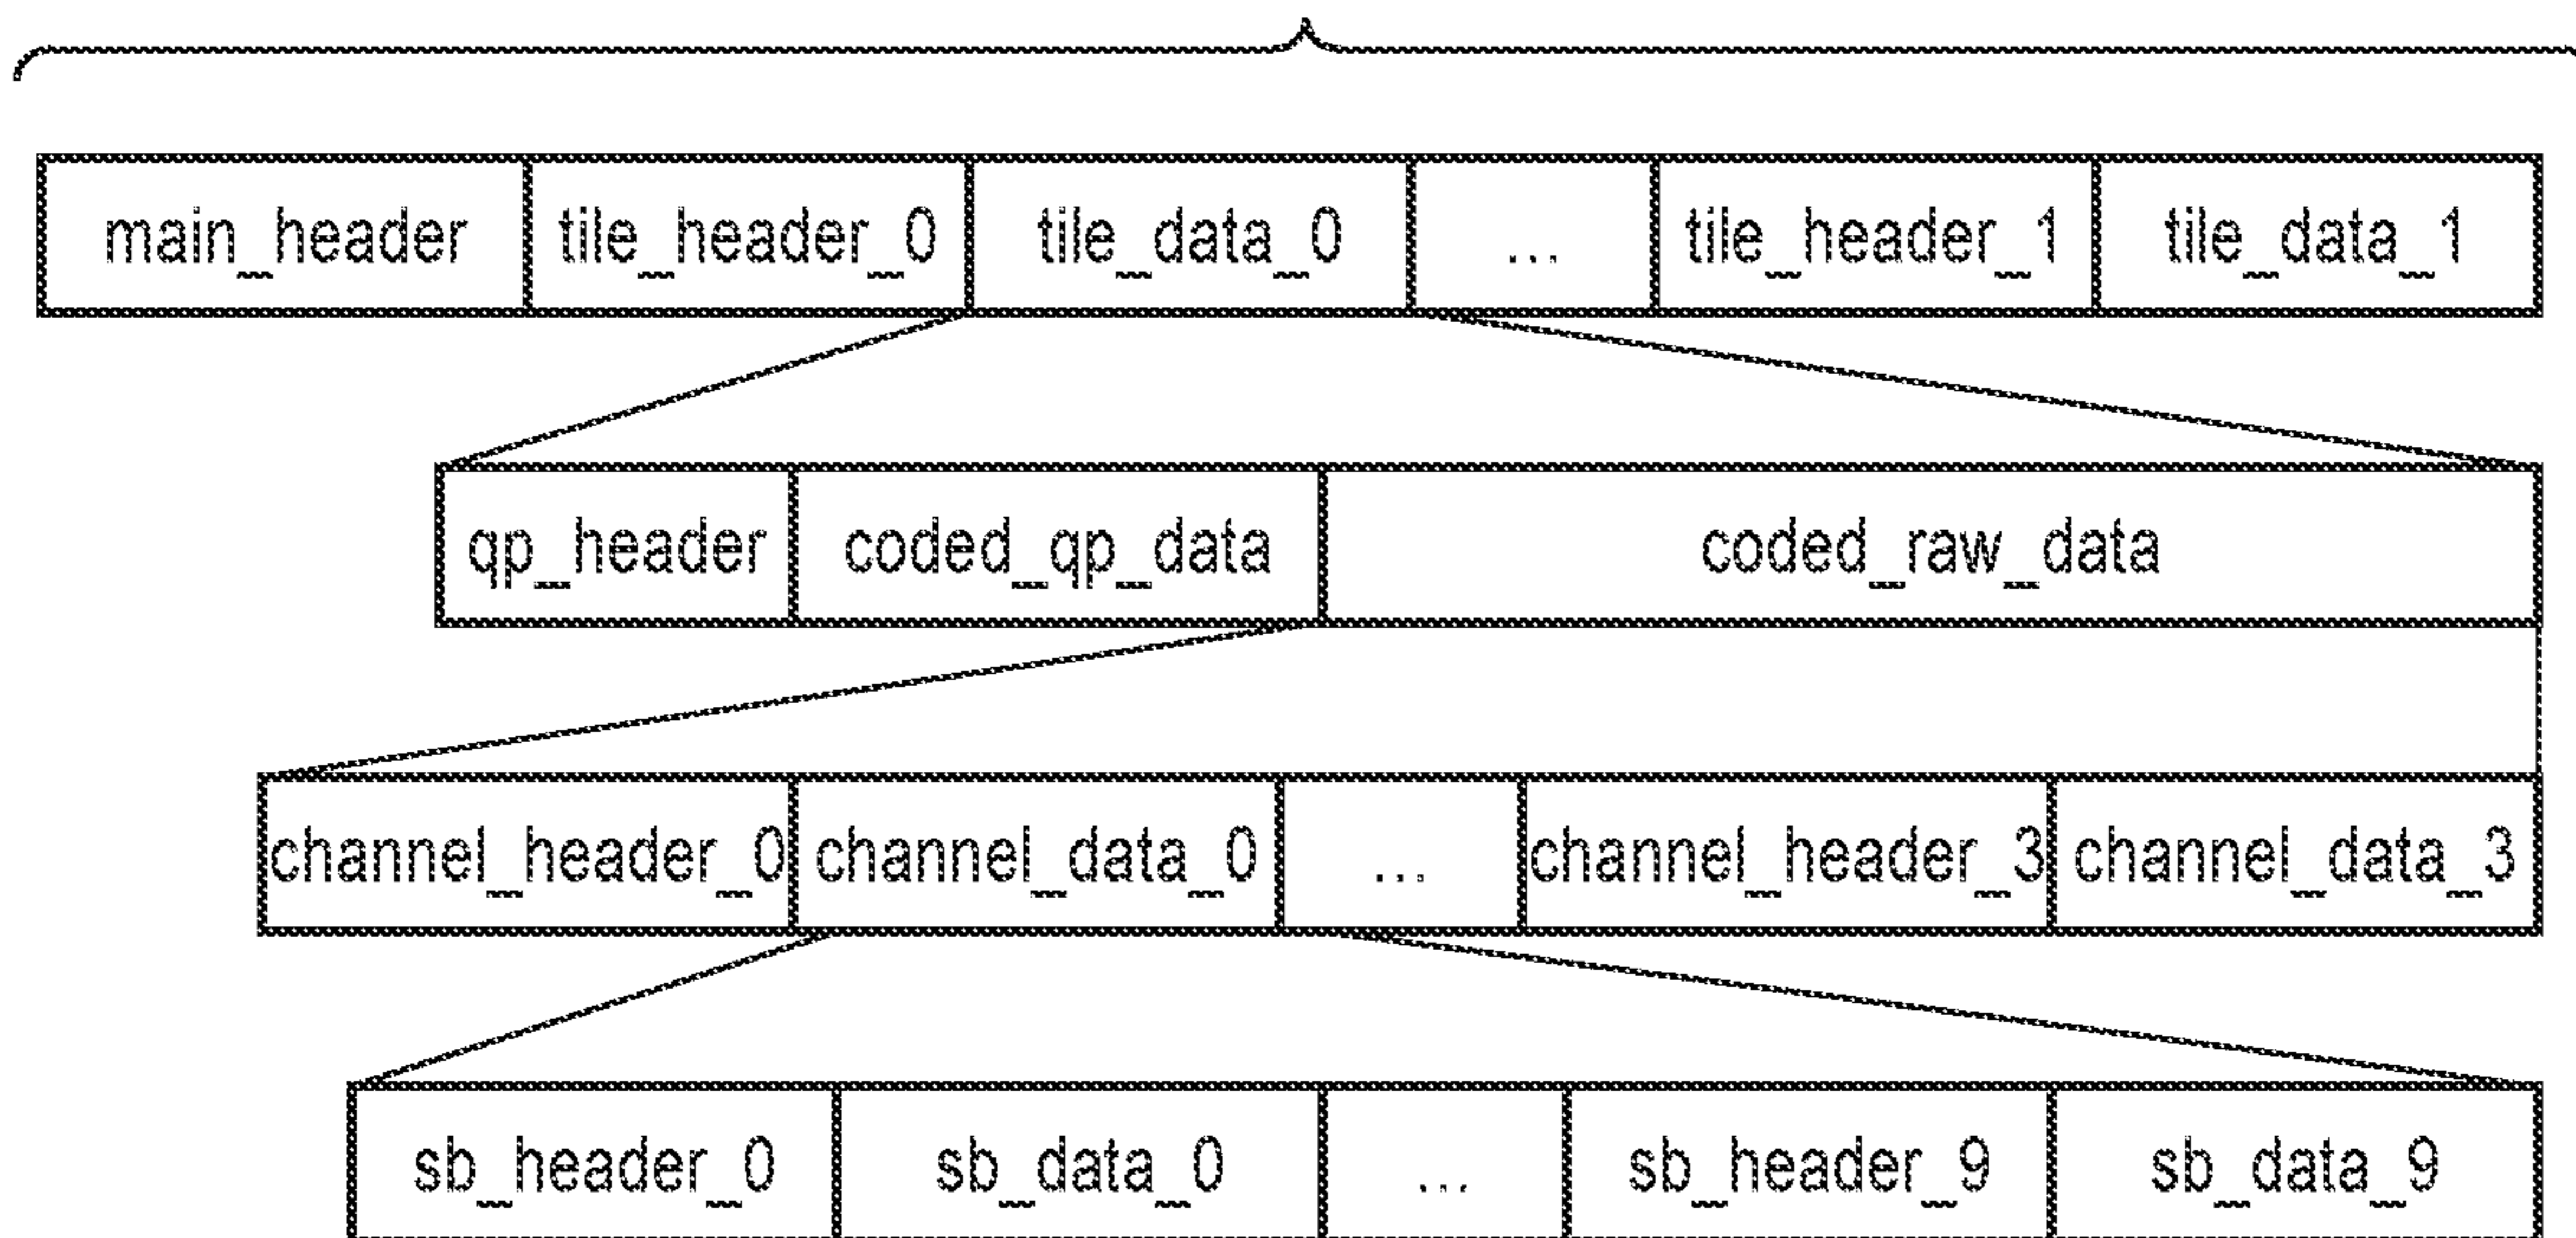 main_header tile_header_0 tile_data_0 ... tile_header_1 tile_data_1
qp_header coded_qp_data coded_raw_data
channel_header_0 channel_data_0 ... channel_header_3 channel_data_3
sb_header_0 sb_data_0 ... sb_header_9 sb_data_9